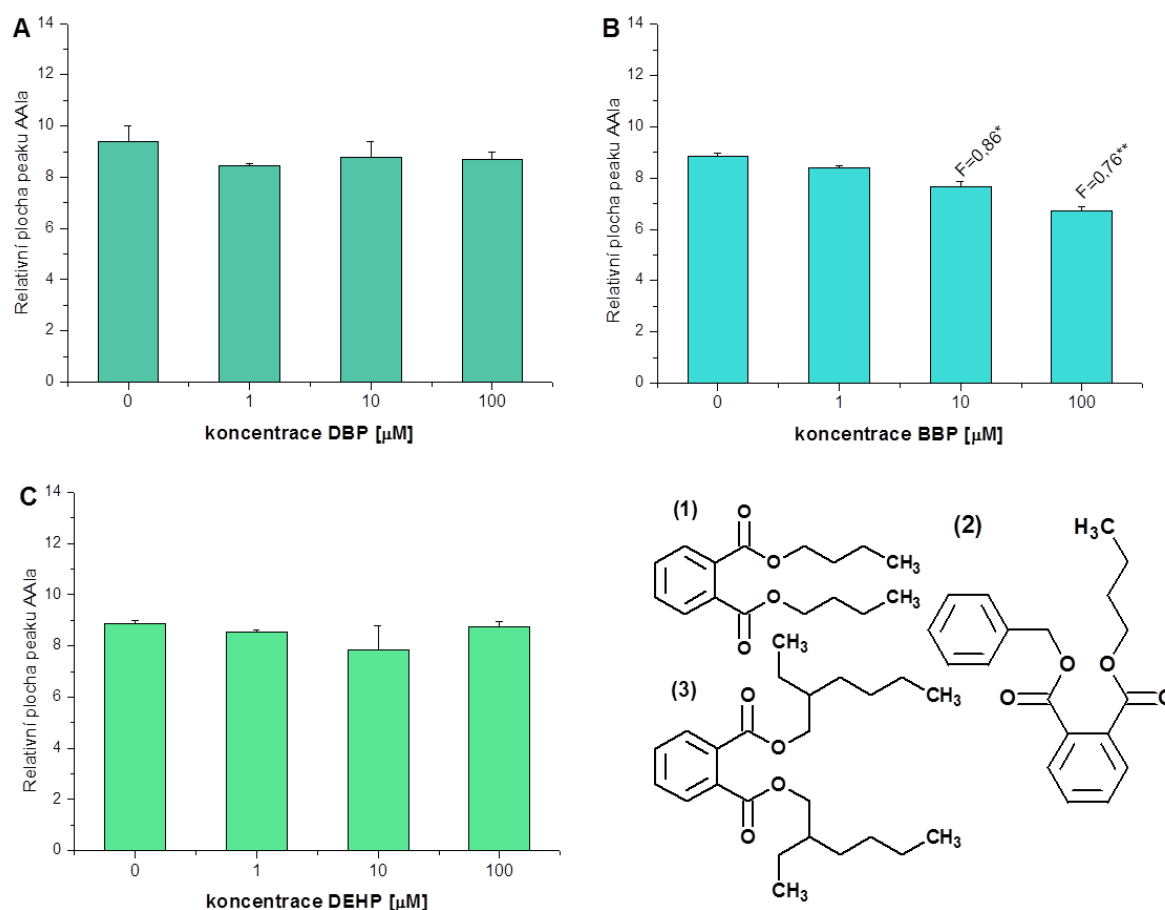 A
Relativní plocha peaku AAIa
14
12
10
8
6
4
2
0
0 1 10 100
koncentrace DBP [µM]
B
Relativní plocha peaku AAIa
14
12
10
8
6
4
2
0
F=0,86*
F=0,76**
0 1 10 100
koncentrace BBP [µM]
C
Relativní plocha peaku AAIa
14
12
10
8
6
4
2
0
0 1 10 100
koncentrace DEHP [µM]
(1)
O
O
CH3
O
CH3
O
(2)
H3C
O
O
O
O
(3)
CH3
CH3
O
O
O
O
CH3
CH3